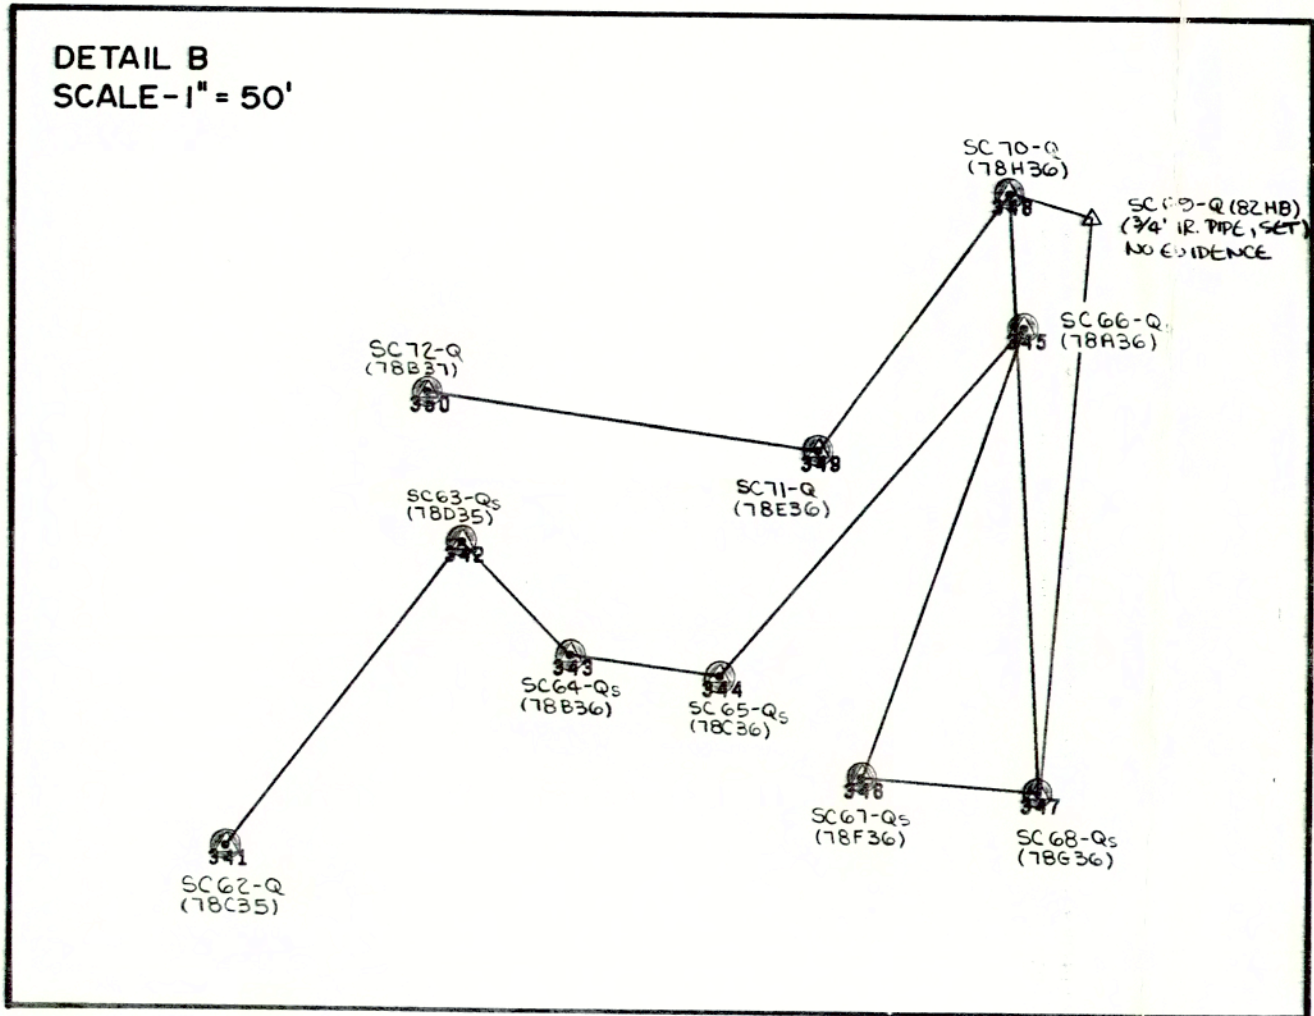 DETAIL B
SCALE-1" = 50'
SC70-Q
(78H36)
348
(82HB)
(3/4" IR. PIPE, SET)
NO EVIDENCE
SC66-Q
(78A36)
345
SC72-Q
(78B37)
350
349
SC71-Q
(78E36)
SC63-Qs
(78D35)
342
343
SC64-Qs
(78B36)
344
SC65-Qs
(78C36)
346
SC67-Qs
(78F36)
347
SC68-Qs
(78G36)
341
SC62-Q
(78C35)